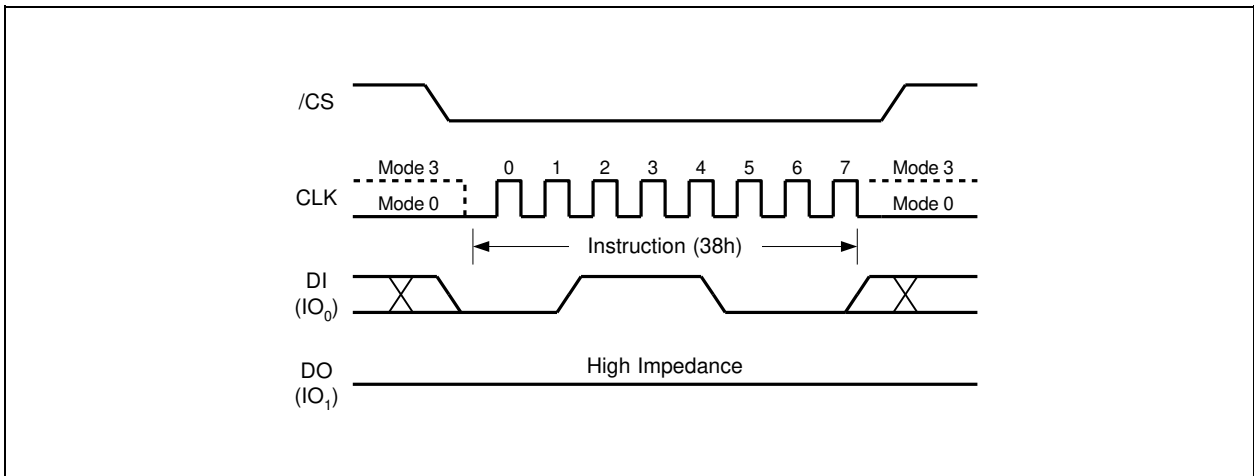 /CS
Mode 3 0 1 2 3 4 5 6 7 Mode 3
CLK
Mode 0 Mode 0
Instruction (38h)
DI
(IO₀)
High Impedance
DO
(IO₁)